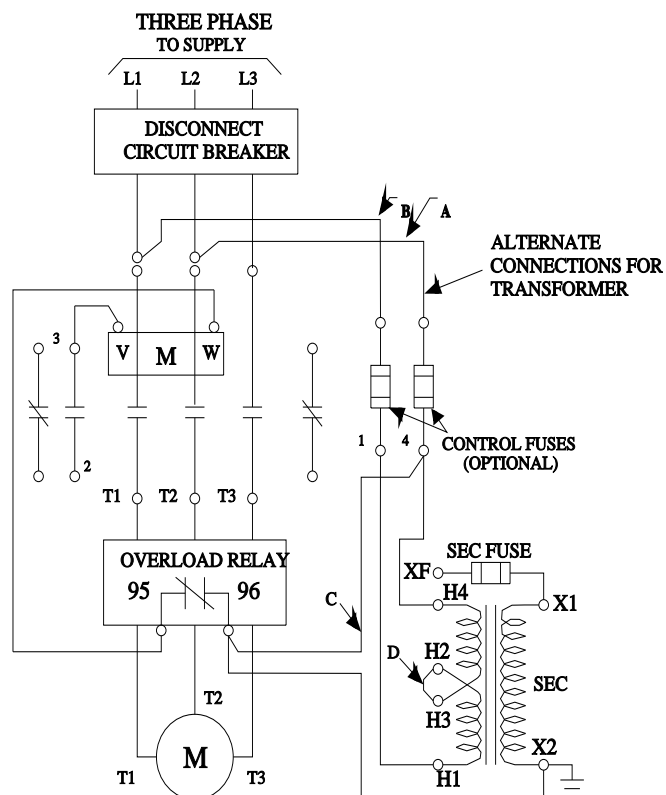 THREE PHASE
TO SUPPLY
L1 L2 L3
DISCONNECT
CIRCUIT BREAKER
B A
ALTERNATE
CONNECTIONS FOR
TRANSFORMER
3
V M W
1 4
CONTROL FUSES
(OPTIONAL)
2
T1 T2 T3
OVERLOAD RELAY
95 96
SEC FUSE
XF
H4 X1
C
D
H2
SEC
H3
T2
X2
M
T1 T3
H1